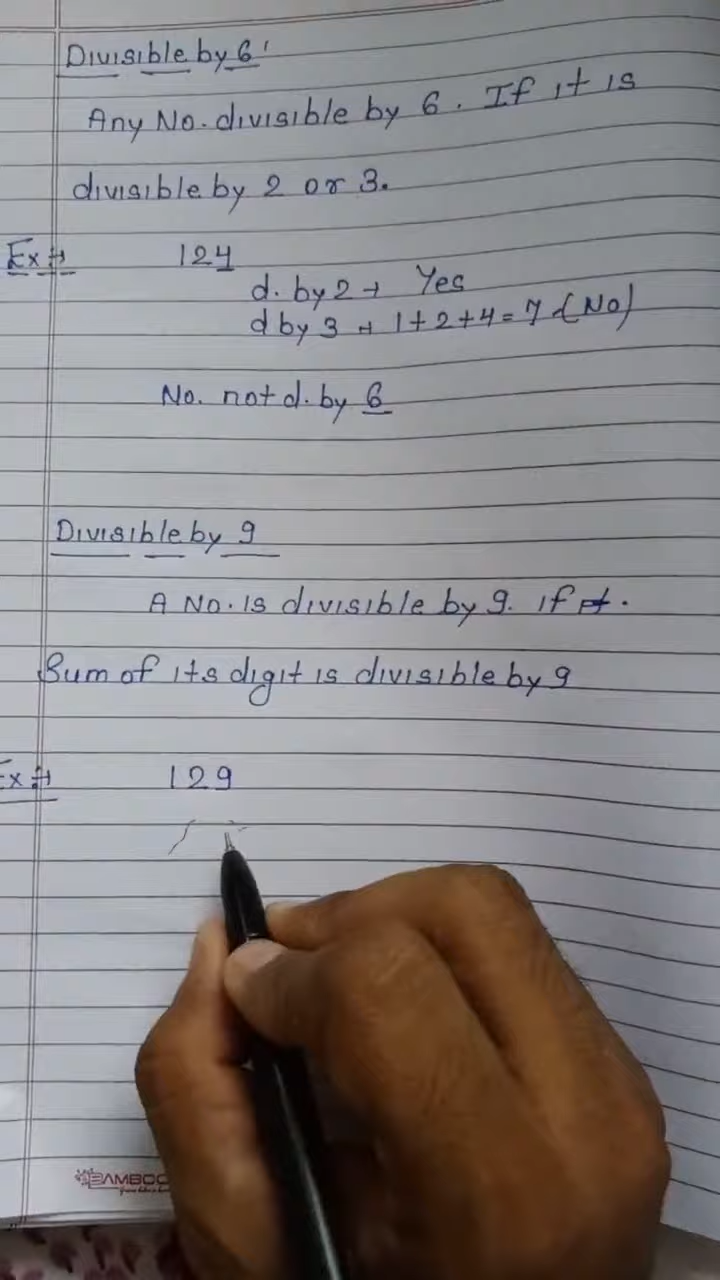 Divisible by 6'
Any No. divisible by 6. If it is
divisible by 2 or 3.
Ex:→ 124
d. by 2 → Yes
d by 3 → 1+2+4=7 (No)
No. not d. by 6
Divisible by 9
A No. is divisible by 9. if
Sum of its digit is divisible by 9
Ex:→ 129
BAMBOO